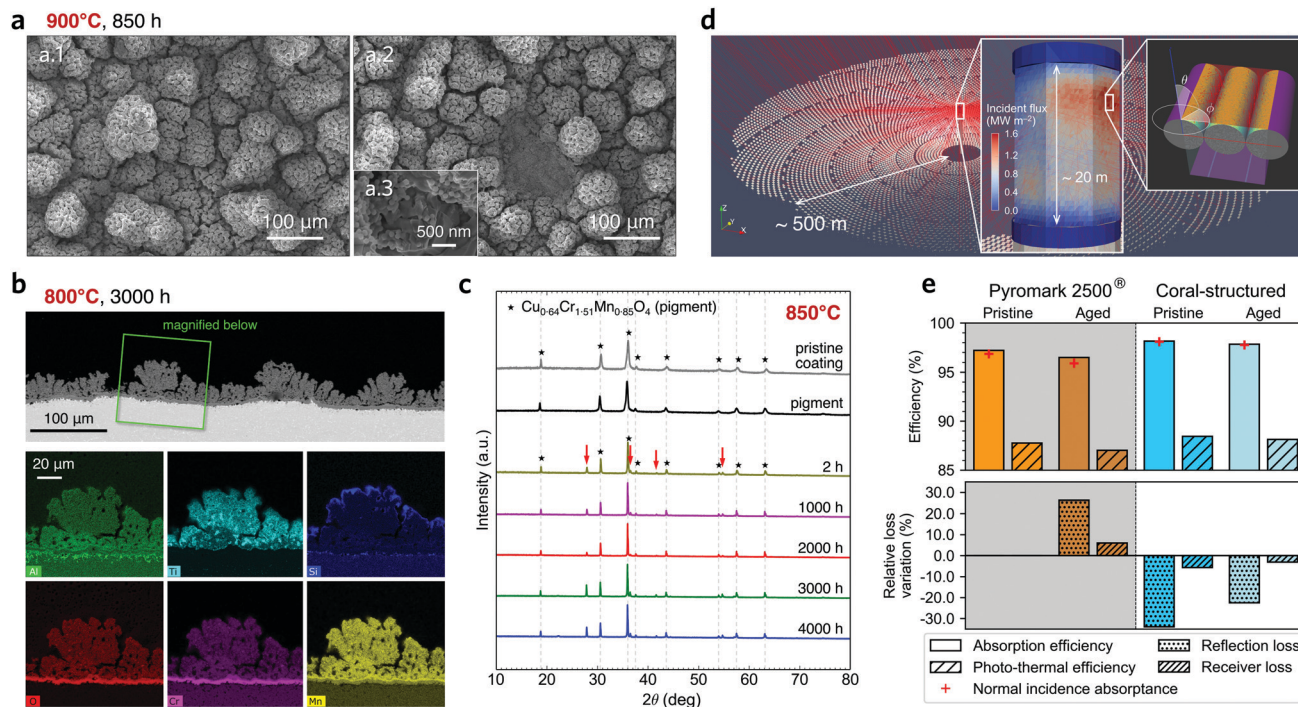 a
900°C, 850 h
a.1
100 µm
a.2
a.3
500 nm
100 µm
b
800°C, 3000 h
magnified below
100 µm
20 µm
Al
Ti
Si
O
Cr
Mn
c
★ Cu0·64Cr1·51Mn0·85O4 (pigment)
850°C
pristine
coating
pigment
2 h
1000 h
2000 h
3000 h
4000 h
Intensity (a.u.)
10 20 30 40 50 60 70 80
2θ (deg)
d
Incident flux
(MW m−2)
1.6
1.2
0.8
0.4
0.0
~ 20 m
~ 500 m
z
y
x
θ
ϕ
e
Pyromark 2500® Coral-structured
Pristine Aged Pristine Aged
Efficiency (%)
100
95
90
85
Relative loss
variation (%)
30.0
20.0
10.0
0.0
-10.0
-20.0
-30.0
Absorption efficiency
Photo-thermal efficiency
Normal incidence absorptance
Reflection loss
Receiver loss